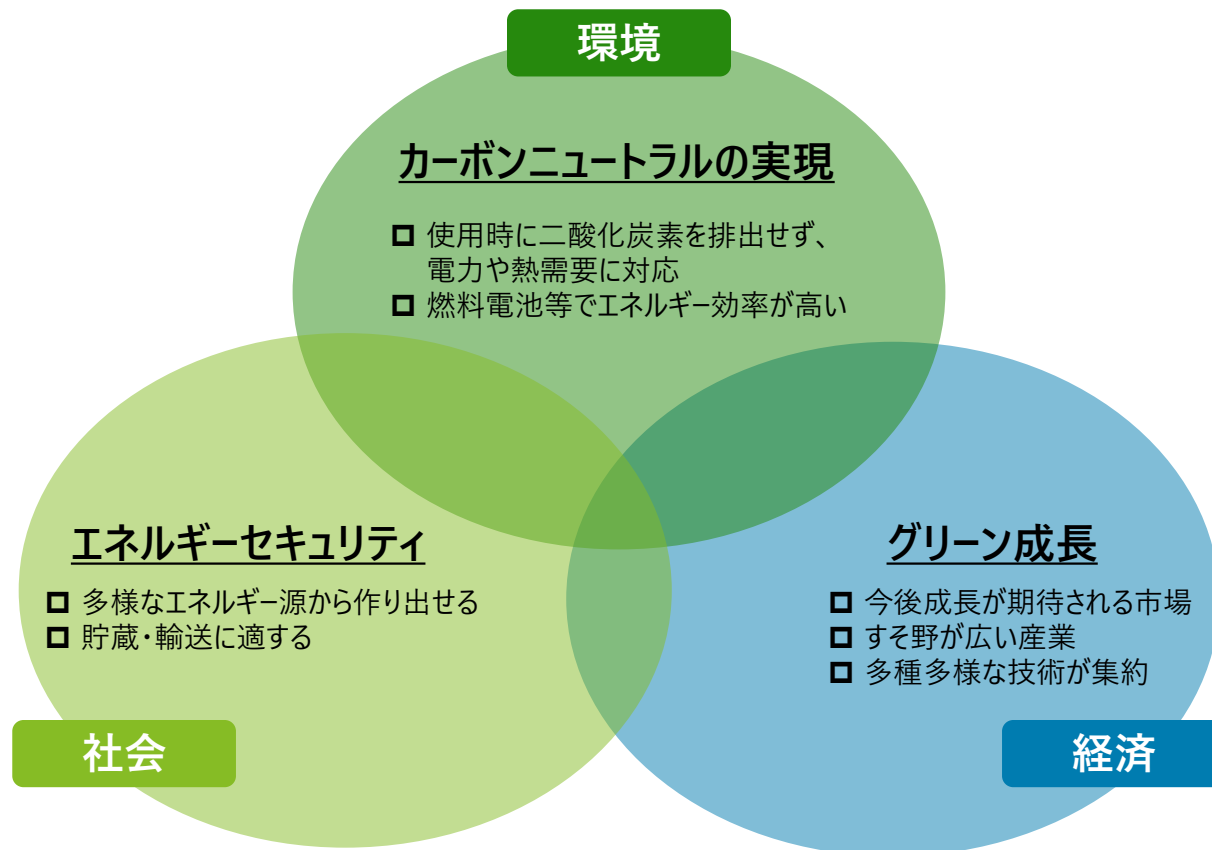 環境
カーボンニュートラルの実現
使用時に二酸化炭素を排出せず、
電力や熱需要に対応
燃料電池等でエネルギー効率が高い
エネルギーセキュリティ
多様なエネルギー源から作り出せる
貯蔵・輸送に適する
社会
グリーン成長
今後成長が期待される市場
すそ野が広い産業
多種多様な技術が集約
経済